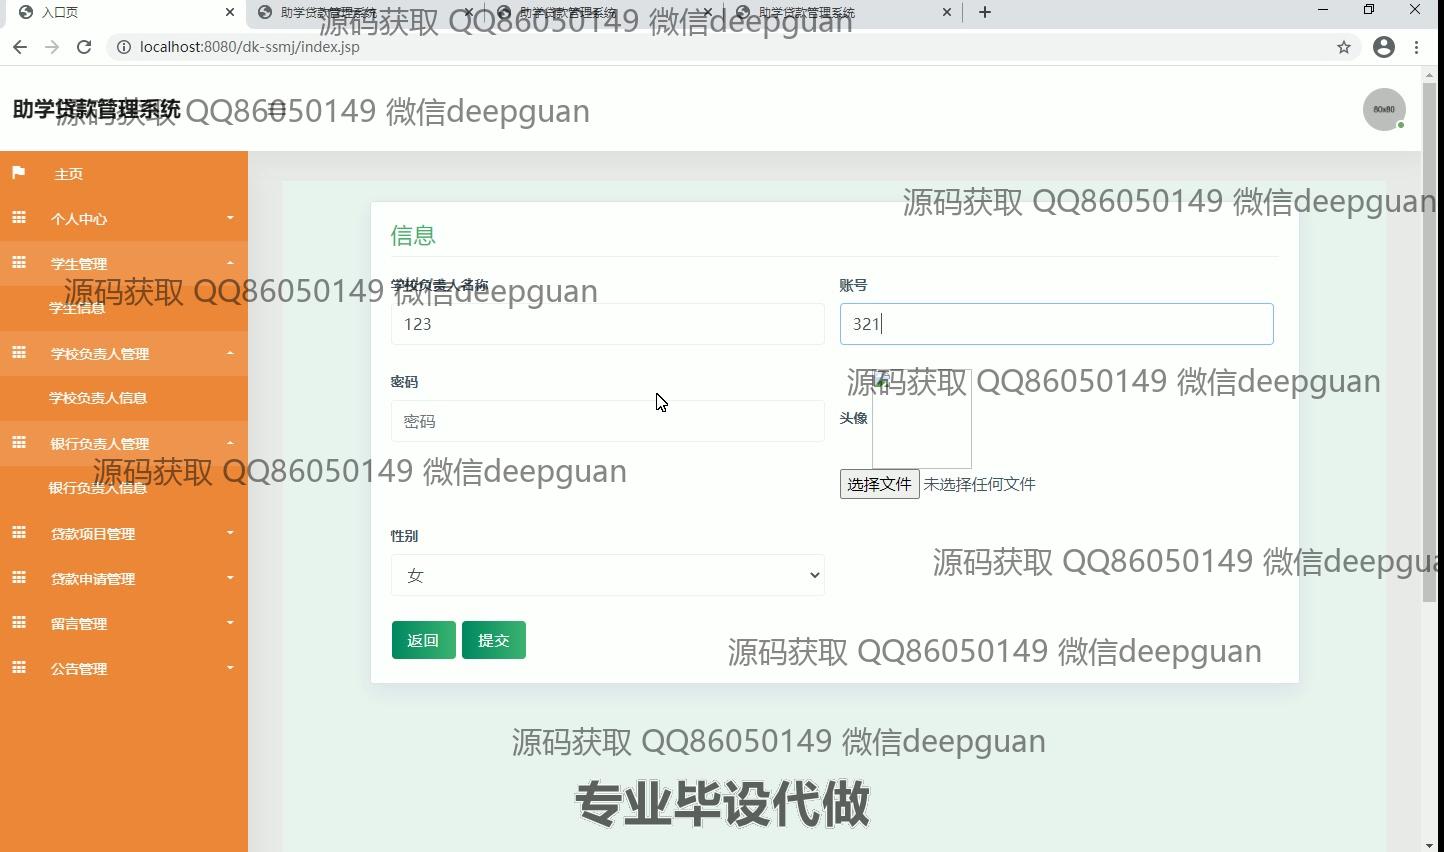 入口页
助学贷款管理系统
助学贷款管理系统
助学贷款管理系统
源码获取 QQ86050149 微信deepguan
localhost:8080/dk-ssmj/index.jsp
助学贷款管理系统
源码获取 QQ86050149 微信deepguan
80x80
主页
个人中心
学生管理
学生信息
学校负责人管理
学校负责人信息
银行负责人管理
银行负责人信息
贷款项目管理
贷款申请管理
留言管理
公告管理
源码获取 QQ86050149 微信deepguan
信息
源码获取 QQ86050149 微信deepguan
学校负责人名称
账号
123
321
密码
密码
源码获取 QQ86050149 微信deepguan
头像
选择文件 未选择任何文件
源码获取 QQ86050149 微信deepguan
性别
女
源码获取 QQ86050149 微信deepgua
返回
提交
源码获取 QQ86050149 微信deepguan
源码获取 QQ86050149 微信deepguan
专业毕设代做